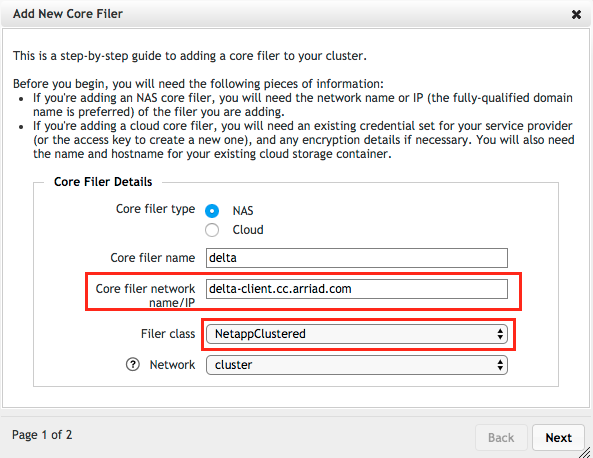 Add New Core Filer
This is a step-by-step guide to adding a core filer to your cluster.
Before you begin, you will need the following pieces of information:
• If you're adding an NAS core filer, you will need the network name or IP (the fully-qualified domain
name is preferred) of the filer you are adding.
• If you're adding a cloud core filer, you will need an existing credential set for your service provider
(or the access key to create a new one), and any encryption details if necessary. You will also need
the name and hostname for your existing cloud storage container.
Core Filer Details
Core filer type NAS
Cloud
Core filer name delta
Core filer network delta-client.cc.arriad.com
name/IP
Filer class NetappClustered
? Network cluster
Page 1 of 2 Back Next